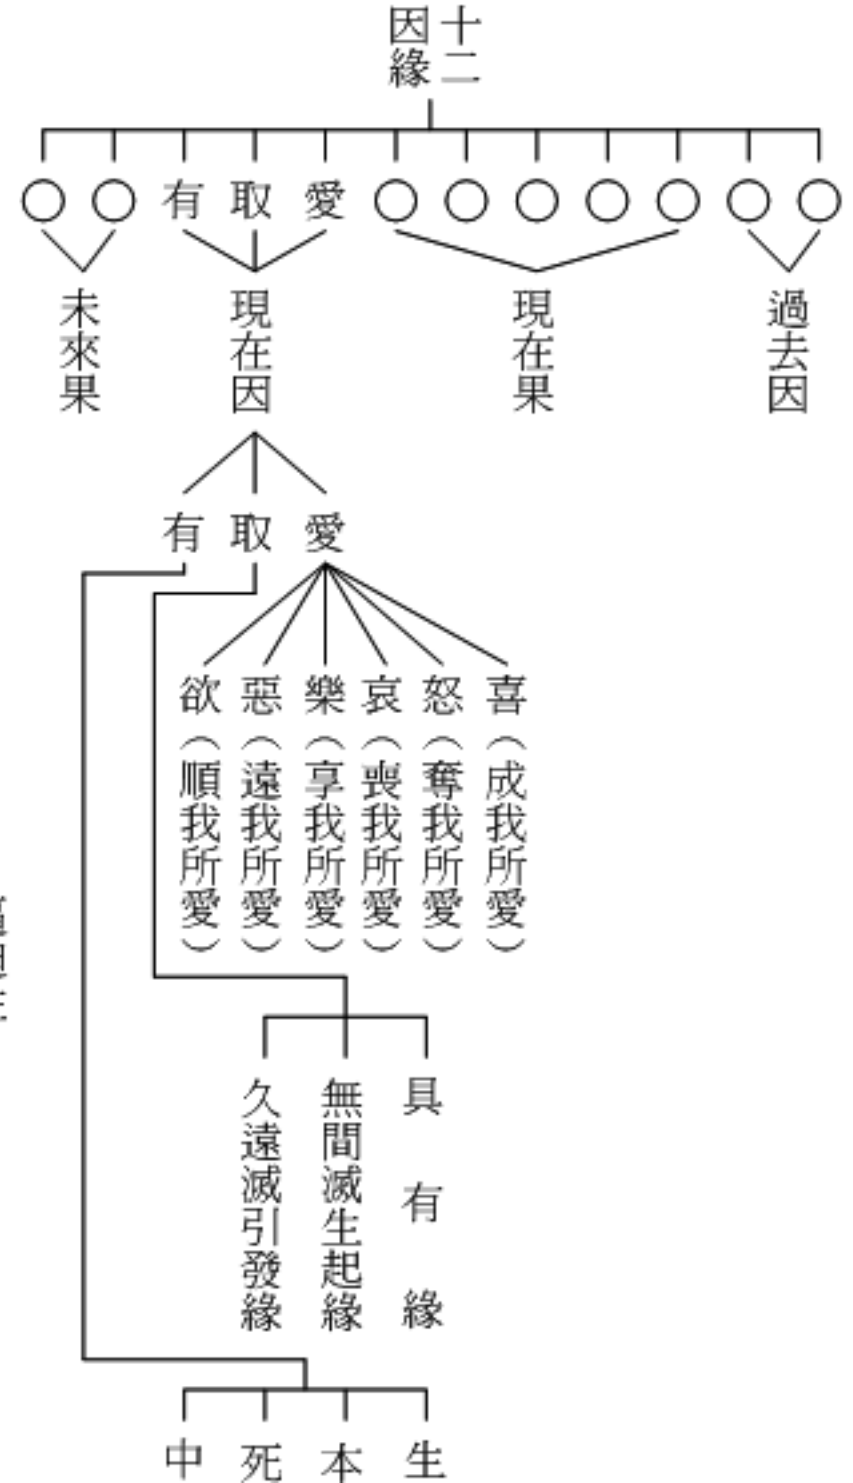 十二因緣
○ ○ ○ ○ ○ ○ ○ 愛 取 有 ○ ○
過去因
現在果
現在因
未來果
愛 取 有
喜（成我所愛）
怒（奪我所愛）
哀（喪我所愛）
樂（享我所愛）
惡（遠我所愛）
欲（順我所愛）
具有緣
無間滅生起緣
久遠滅引發緣
生 本 死 中